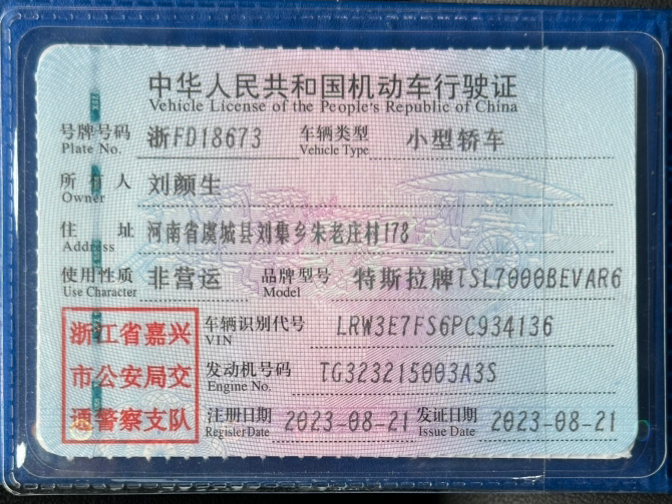 中华人民共和国机动车行驶证
Vehicle License of the People's Republic of China
号牌号码 浙FD18673 车辆类型 小型轿车
Plate No. Vehicle Type
所有人 刘颜生
Owner
住址 河南省虞城县刘集乡朱老庄村178
Address
使用性质 非营运 品牌型号 特斯拉牌TSL7000BEVAR6
Use Character Model
浙江省嘉兴 车辆识别代号 LRW3E7FS6PC934136
VIN
市公安局交 发动机号码 TG323215003A3S
Engine No.
通警察支队 注册日期 2023-08-21 发证日期 2023-08-21
Register Date Issue Date